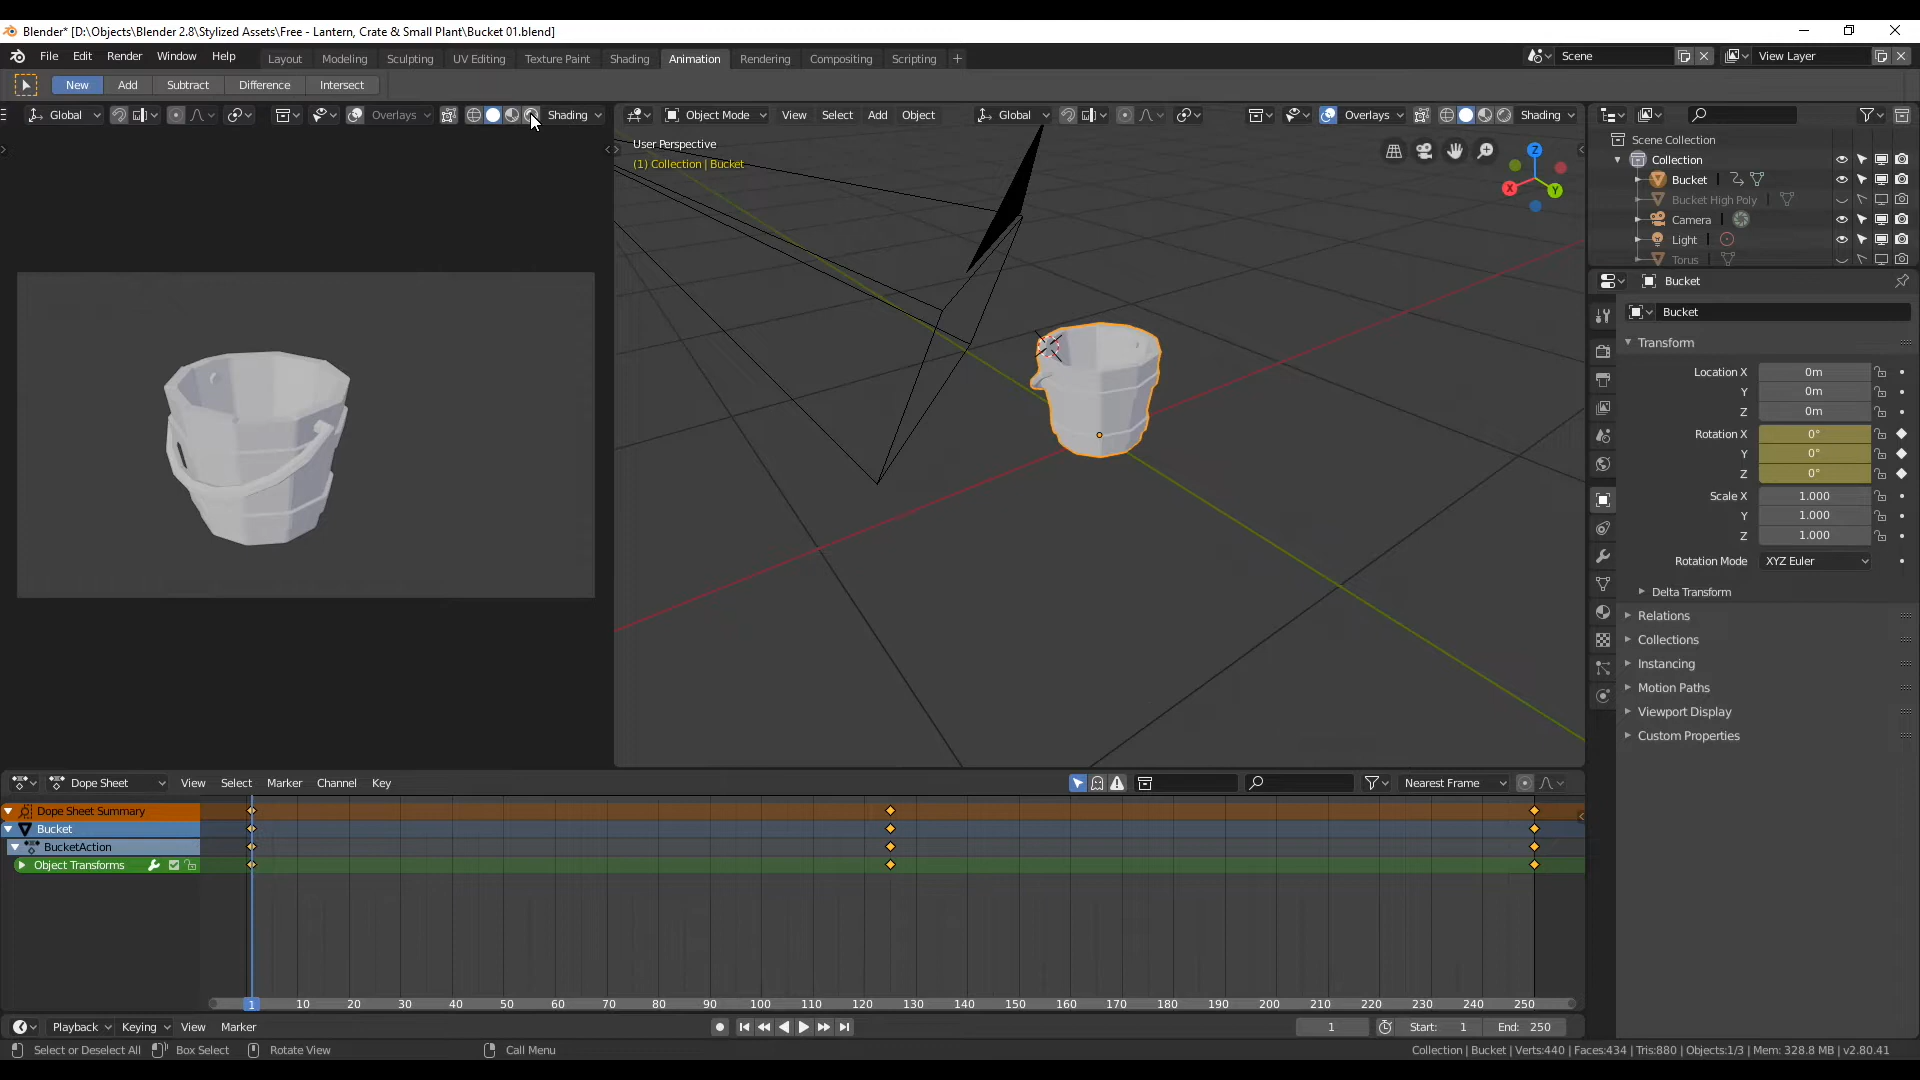 Blender* [D:\Objects\Blender 2.8\Stylized Assets\Free - Lantern, Crate & Small Plant\Bucket 01.blend]
File Edit Render Window Help Layout Modeling Sculpting UV Editing Texture Paint Shading Animation Rendering Compositing Scripting + Scene View Layer
New Add Subtract Difference Intersect
Global Overlays Shading Object Mode View Select Add Object Global Overlays Shading
User Perspective
(1) Collection | Bucket
Z
X
Y
Scene Collection
Collection
Bucket
Bucket High Poly
Camera
Light
Torus
Bucket
Bucket
Transform
Location X 0m
Y 0m
Z 0m
Rotation X 0°
Y 0°
Z 0°
Scale X 1.000
Y 1.000
Z 1.000
Rotation Mode XYZ Euler
Delta Transform
Relations
Collections
Instancing
Motion Paths
Viewport Display
Custom Properties
Dope Sheet View Select Marker Channel Key Nearest Frame
Dope Sheet Summary
Bucket
BucketAction
Object Transforms
1 10 20 30 40 50 60 70 80 90 100 110 120 130 140 150 160 170 180 190 200 210 220 230 240 250
Playback Keying View Marker 1 Start: 1 End: 250
Select or Deselect All Box Select Rotate View Call Menu Collection | Bucket | Verts:440 | Faces:434 | Tris:880 | Objects:1/3 | Mem: 328.8 MB | v2.80.41